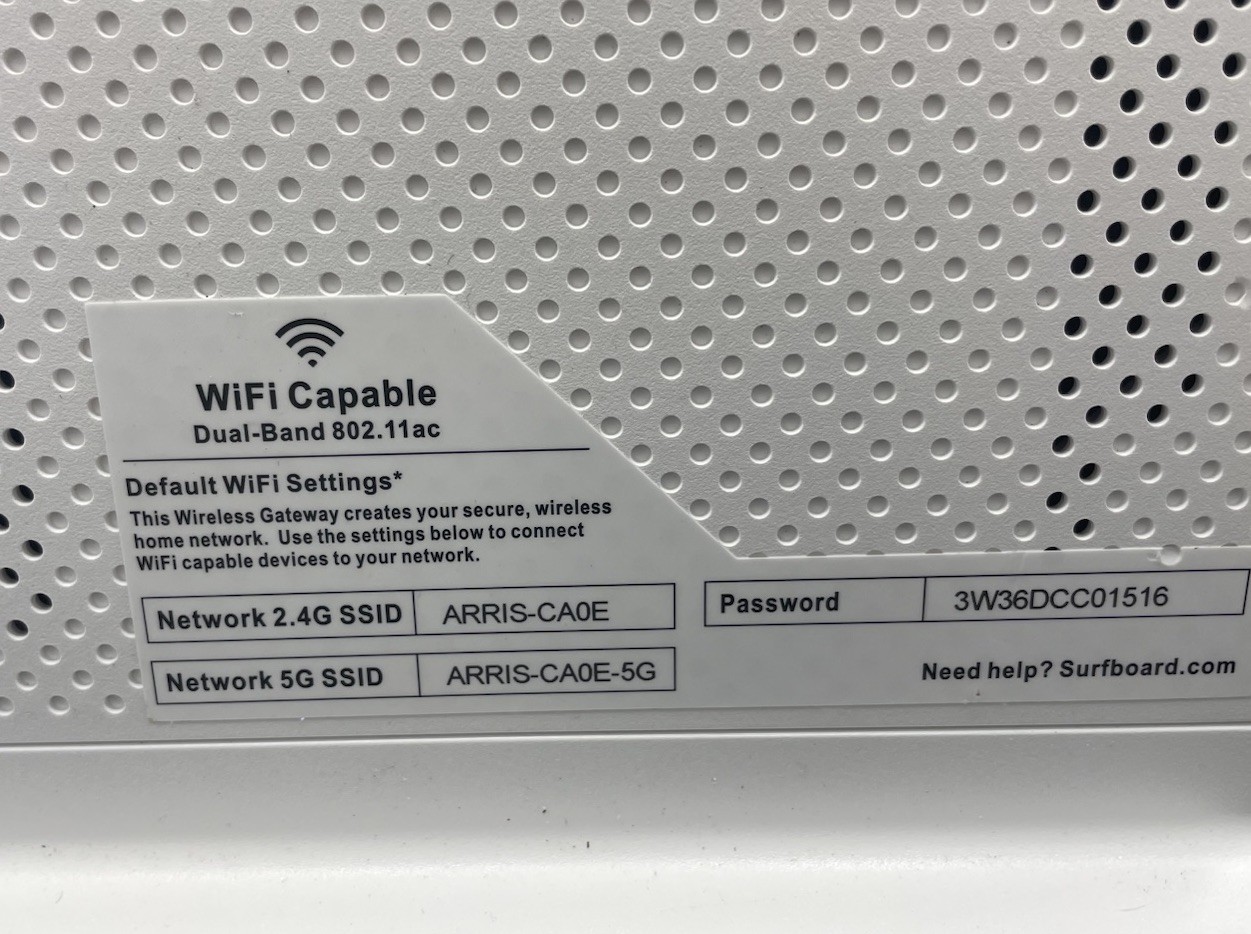 WiFi Capable
Dual-Band 802.11ac
Default WiFi Settings*
This Wireless Gateway creates your secure, wireless
home network. Use the settings below to connect
WiFi capable devices to your network.
Network 2.4G SSID ARRIS-CA0E
Password 3W36DCC01516
Network 5G SSID ARRIS-CA0E-5G
Need help? Surfboard.com